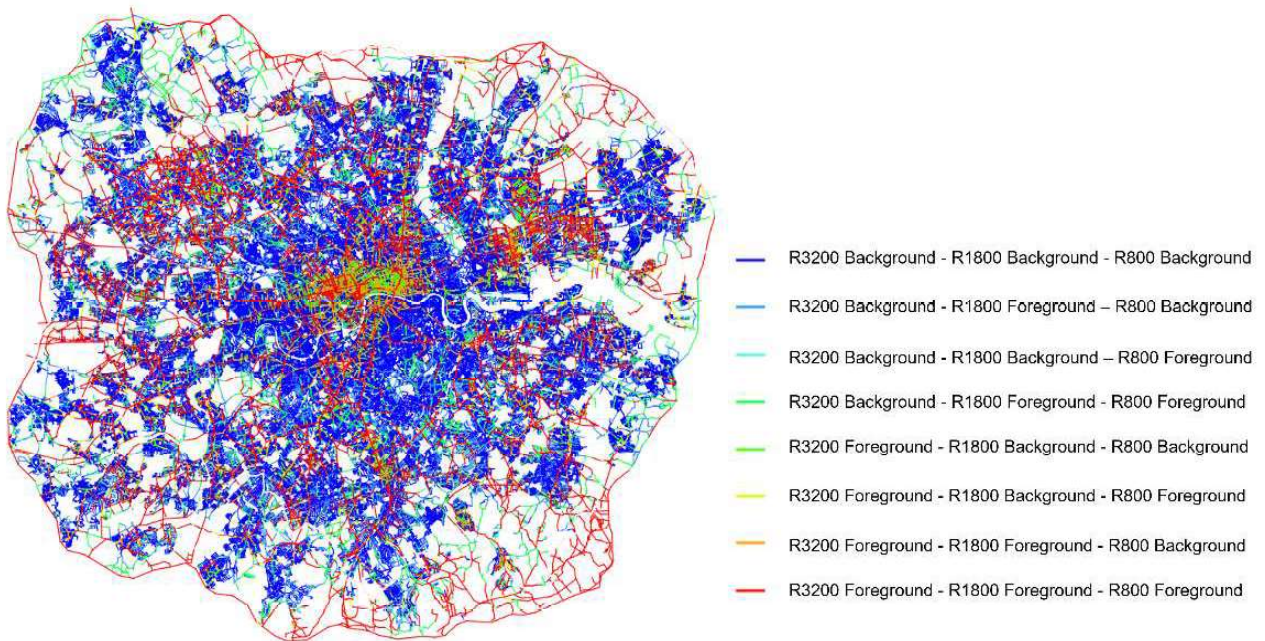 R3200 Background - R1800 Background - R800 Background
R3200 Background - R1800 Foreground – R800 Background
R3200 Background - R1800 Background – R800 Foreground
R3200 Background - R1800 Foreground - R800 Foreground
R3200 Foreground - R1800 Background - R800 Background
R3200 Foreground - R1800 Background - R800 Foreground
R3200 Foreground - R1800 Foreground - R800 Background
R3200 Foreground - R1800 Foreground - R800 Foreground